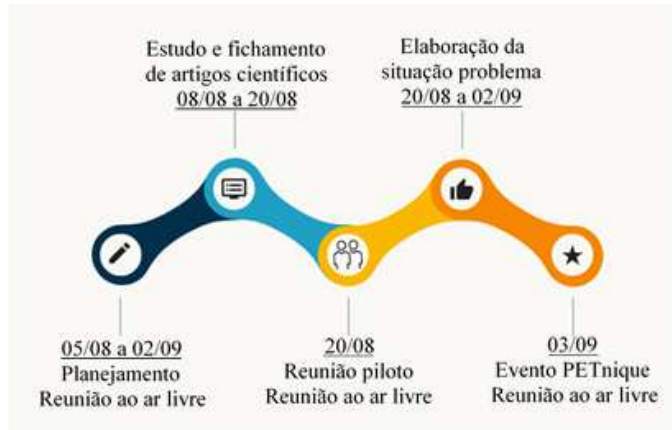 Estudo e fichamento
de artigos científicos
08/08 a 20/08
Elaboração da
situação problema
20/08 a 02/09
05/08 a 02/09
Planejamento
Reunião ao ar livre
20/08
Reunião piloto
Reunião ao ar livre
03/09
Evento PETnique
Reunião ao ar livre